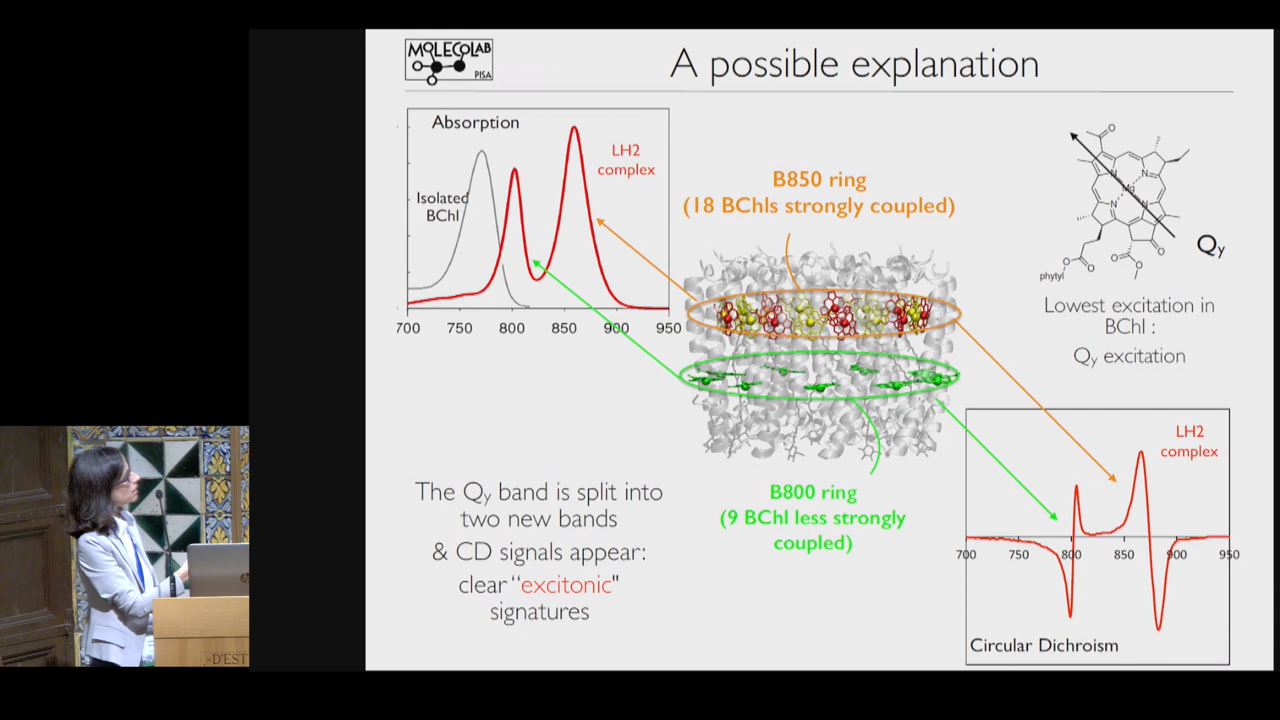 MOLECOLAB
PISA
A possible explanation
Absorption
LH2
complex
Isolated
BChl
700
750
800
850
900
950
B850 ring
(18 BChls strongly coupled)
O
N
N
N
N
Mg
O
O
O
O
O
O
phytyl
Qy
Lowest excitation in
BChl :
Qy excitation
The Qy band is split into
two new bands
& CD signals appear:
clear "excitonic"
signatures
B800 ring
(9 BChl less strongly
coupled)
LH2
complex
700
750
800
850
900
950
Circular Dichroism
D'EST